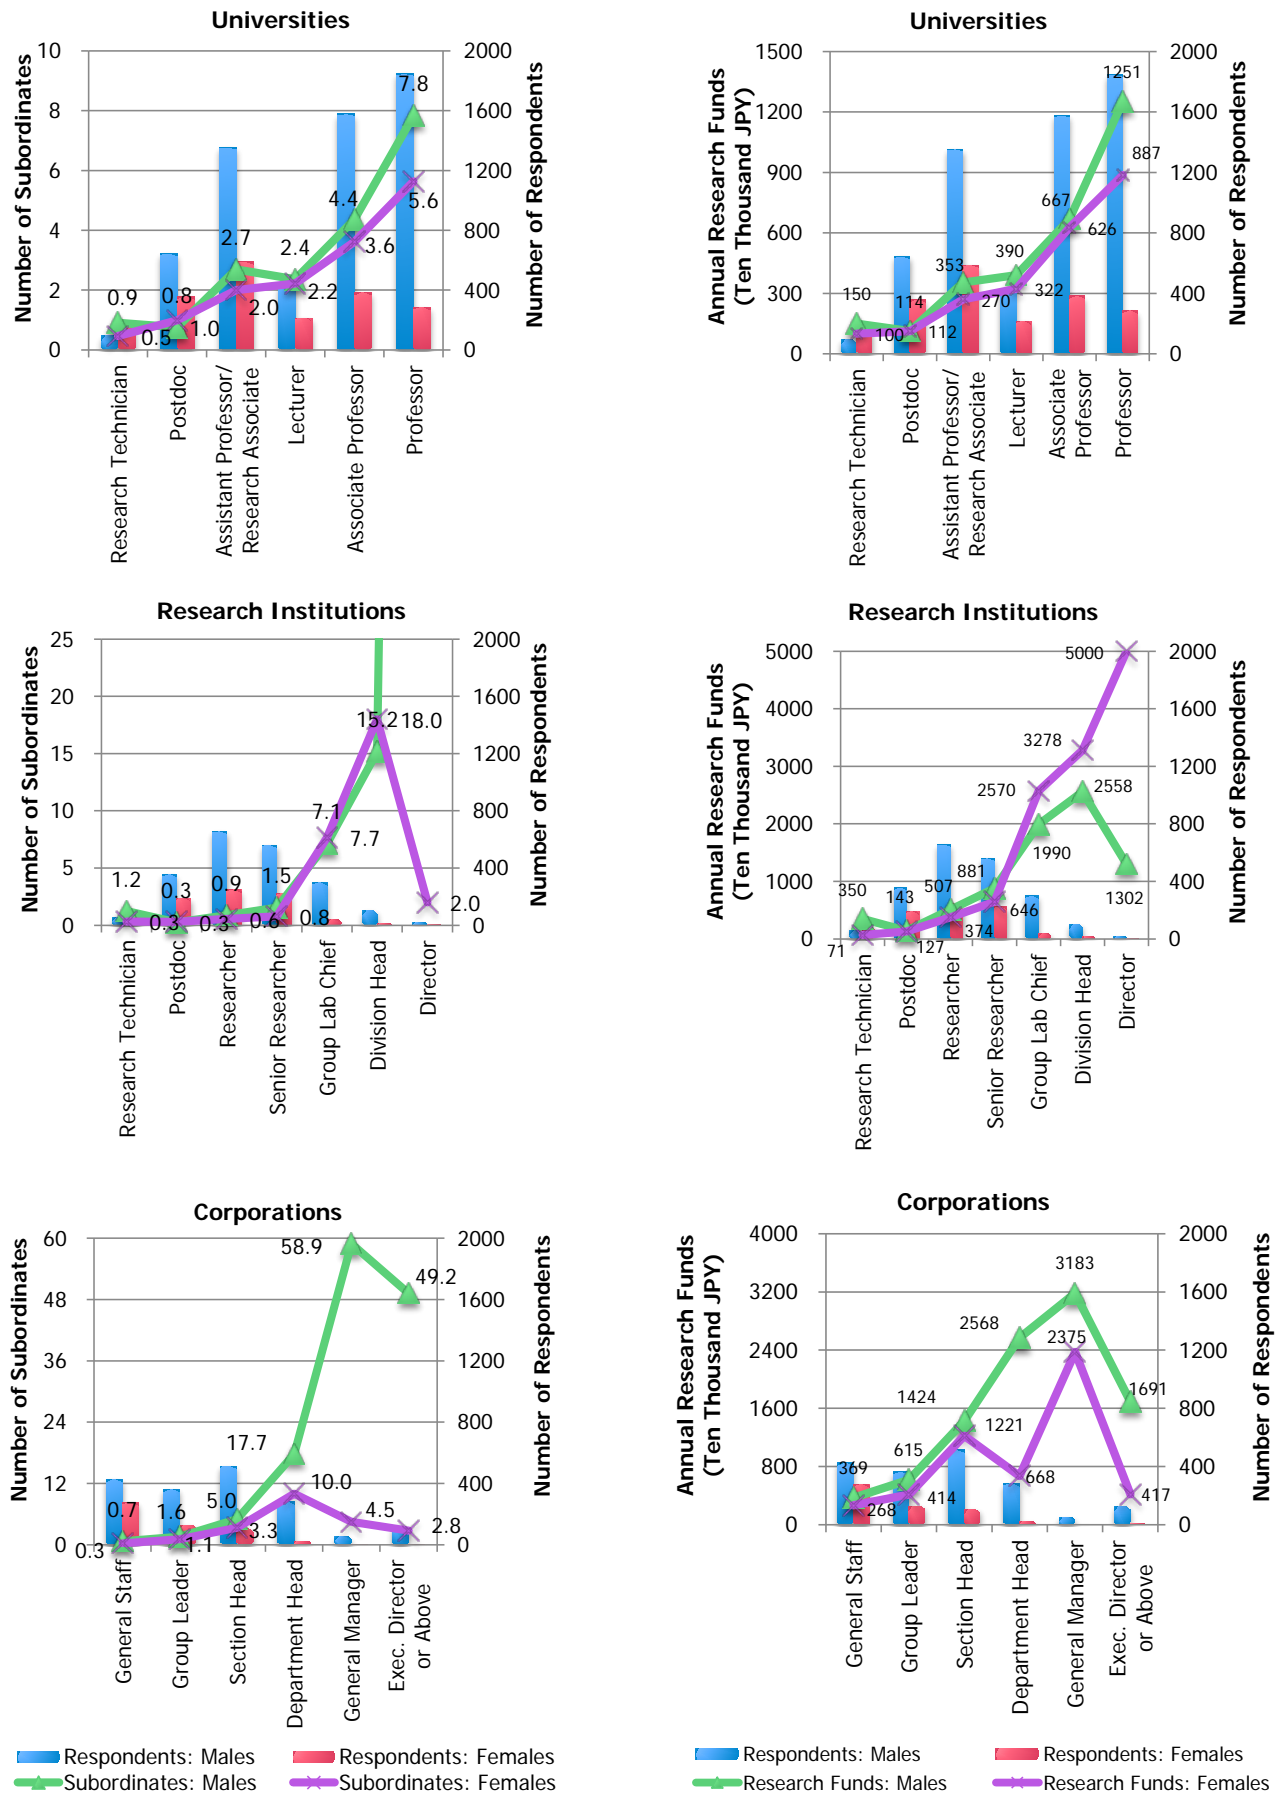 Universities
Number of Subordinates
10
8
6
4
2
0
2000
1600
1200
800
400
0
Number of Respondents
0.9
0.8
2.7
2.4
4.4
7.8
0.5
1.0
2.0
2.2
3.6
5.6
Research Technician
Postdoc
Assistant Professor/
Research Associate
Lecturer
Associate Professor
Professor
Universities
Annual Research Funds
(Ten Thousand JPY)
1500
1200
900
600
300
0
2000
1600
1200
800
400
0
Number of Respondents
150
114
353
390
667
1251
100
112
270
322
626
887
Research Technician
Postdoc
Assistant Professor/
Research Associate
Lecturer
Associate
Professor
Professor
Research Institutions
Number of Subordinates
25
20
15
10
5
0
2000
1600
1200
800
400
0
Number of Respondents
1.2
0.3
0.9
1.5
7.1
15.2
0.3
0.3
0.6
0.8
7.7
18.0
2.0
Research Technician
Postdoc
Researcher
Senior Researcher
Group Lab Chief
Division Head
Director
Research Institutions
Annual Research Funds
(Ten Thousand JPY)
5000
4000
3000
2000
1000
0
2000
1600
1200
800
400
0
Number of Respondents
350
143
507
881
1990
2558
1302
71
127
374
646
2570
3278
5000
Research Technician
Postdoc
Researcher
Senior Researcher
Group Lab Chief
Division Head
Director
Corporations
Number of Subordinates
60
48
36
24
12
0
2000
1600
1200
800
400
0
Number of Respondents
0.7
1.6
5.0
17.7
58.9
49.2
0.3
1.1
3.3
10.0
4.5
2.8
General Staff
Group Leader
Section Head
Department Head
General Manager
Exec. Director
or Above
Corporations
Annual Research Funds
(Ten Thousand JPY)
4000
3200
2400
1600
800
0
2000
1600
1200
800
400
0
Number of Respondents
369
615
1424
2568
3183
1691
268
414
1221
668
2375
417
General Staff
Group Leader
Section Head
Department Head
General Manager
Exec. Director
or Above
Respondents: Males
Respondents: Females
Subordinates: Males
Subordinates: Females
Respondents: Males
Respondents: Females
Research Funds: Males
Research Funds: Females